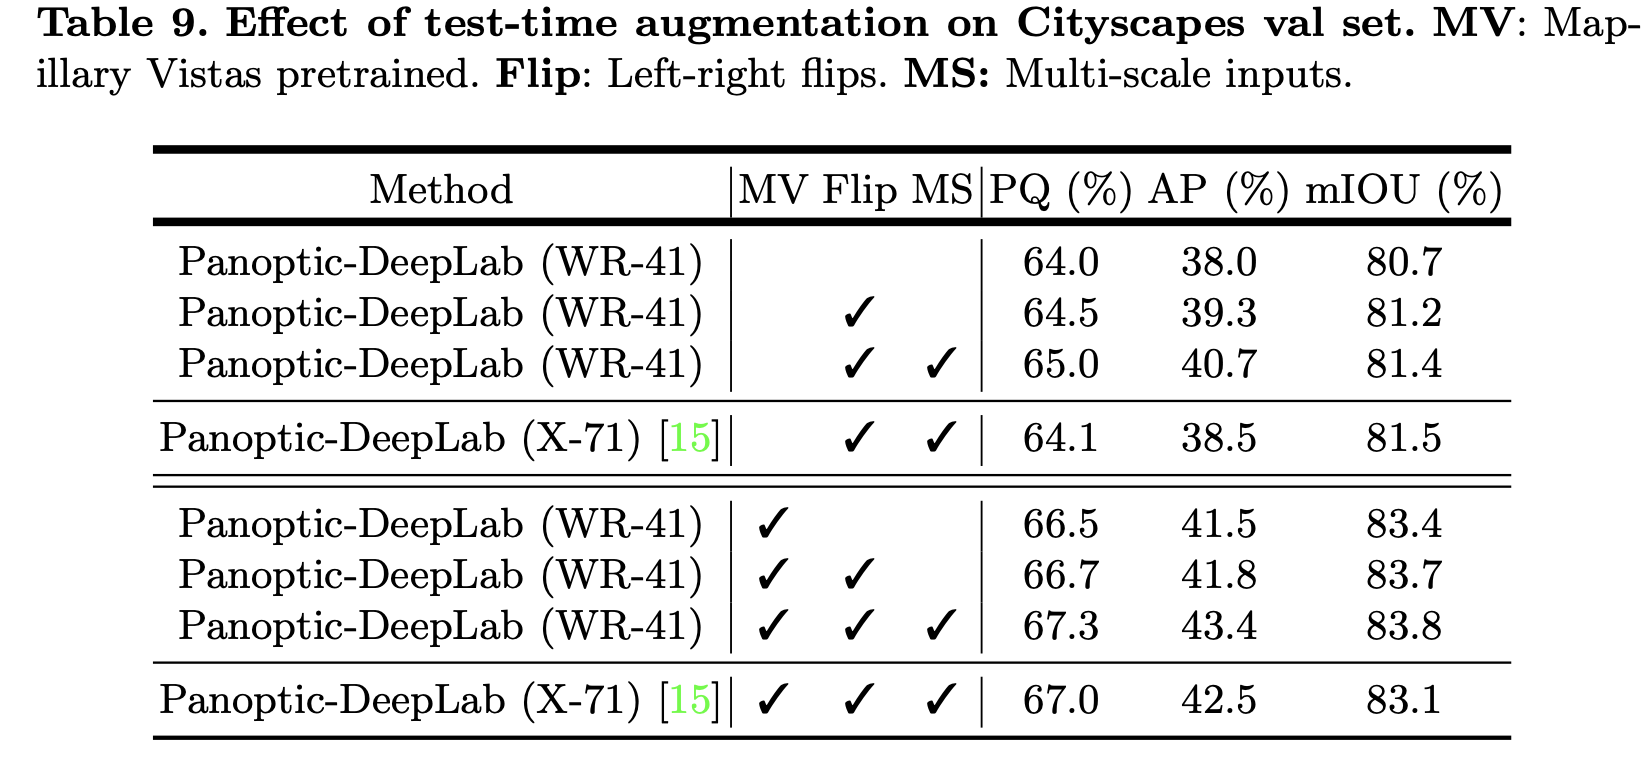 Table 9. Effect of test-time augmentation on Cityscapes val set. MV: Map-
illary Vistas pretrained. Flip: Left-right flips. MS: Multi-scale inputs.
Method MV Flip MS PQ (%) AP (%) mIOU (%)
Panoptic-DeepLab (WR-41) 64.0 38.0 80.7
Panoptic-DeepLab (WR-41) ✓ 64.5 39.3 81.2
Panoptic-DeepLab (WR-41) ✓ ✓ 65.0 40.7 81.4
Panoptic-DeepLab (X-71) [15] ✓ ✓ 64.1 38.5 81.5
Panoptic-DeepLab (WR-41) ✓ 66.5 41.5 83.4
Panoptic-DeepLab (WR-41) ✓ ✓ 66.7 41.8 83.7
Panoptic-DeepLab (WR-41) ✓ ✓ ✓ 67.3 43.4 83.8
Panoptic-DeepLab (X-71) [15] ✓ ✓ ✓ 67.0 42.5 83.1